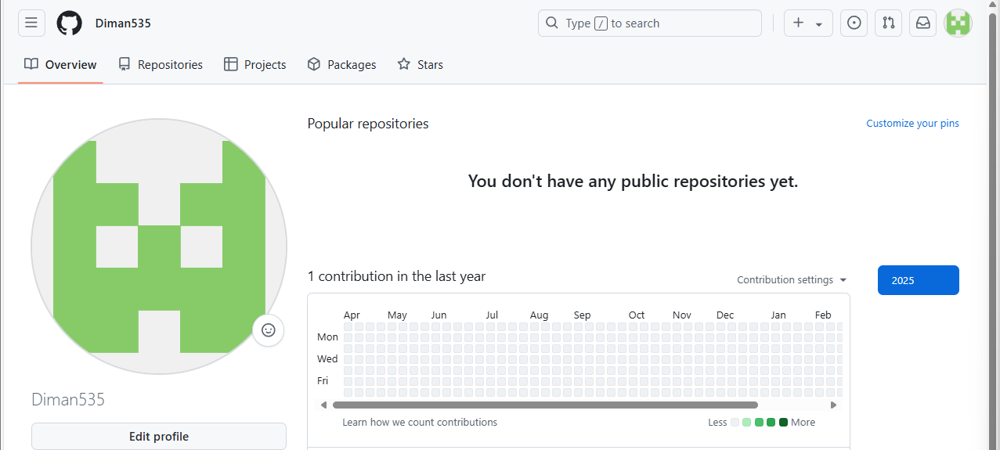 Diman535
Type / to search
Overview
Repositories
Projects
Packages
Stars
Popular repositories
Customize your pins
You don't have any public repositories yet.
1 contribution in the last year
Contribution settings
2025
Apr May Jun Jul Aug Sep Oct Nov Dec Jan Feb
Mon
Wed
Fri
Learn how we count contributions
Less
More
Diman535
Edit profile